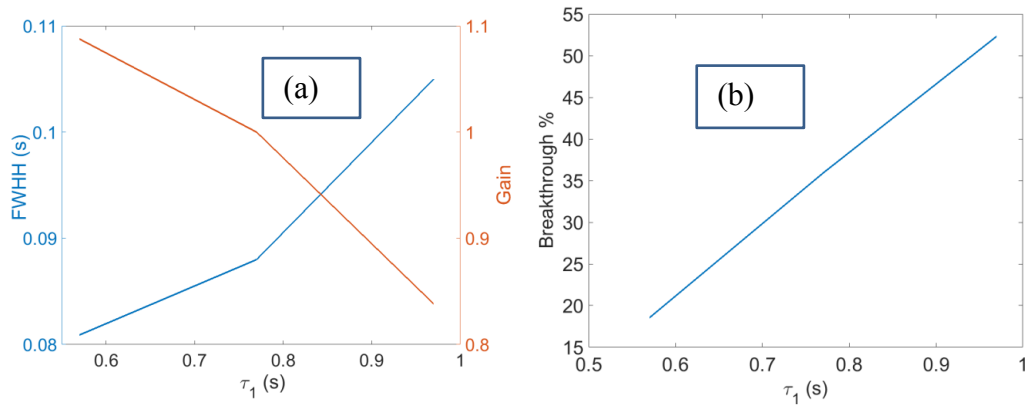 0.11
0.1
0.09
0.08
FWHH (s)
(a)
1.1
1
0.9
0.8
Gain
0.6 0.7 0.8 0.9 1
τ1 (s)
55
50
45
40
35
30
25
20
15
Breakthrough %
(b)
0.5 0.6 0.7 0.8 0.9 1
τ1 (s)